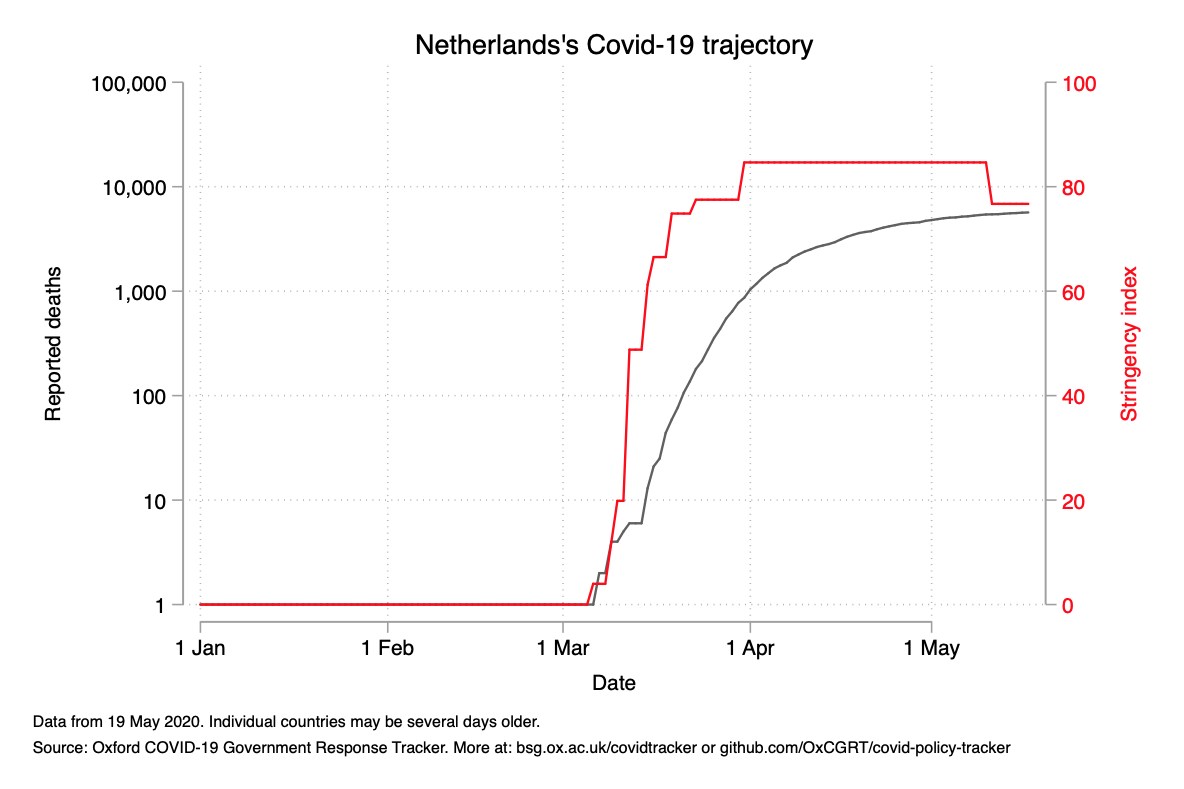 Netherlands's Covid-19 trajectory
100,000
10,000
1,000
100
10
1
Reported deaths
100
80
60
40
20
0
Stringency index
1 Jan
1 Feb
1 Mar
1 Apr
1 May
Date
Data from 19 May 2020. Individual countries may be several days older.
Source: Oxford COVID-19 Government Response Tracker. More at: bsg.ox.ac.uk/covidtracker or github.com/OxCGRT/covid-policy-tracker